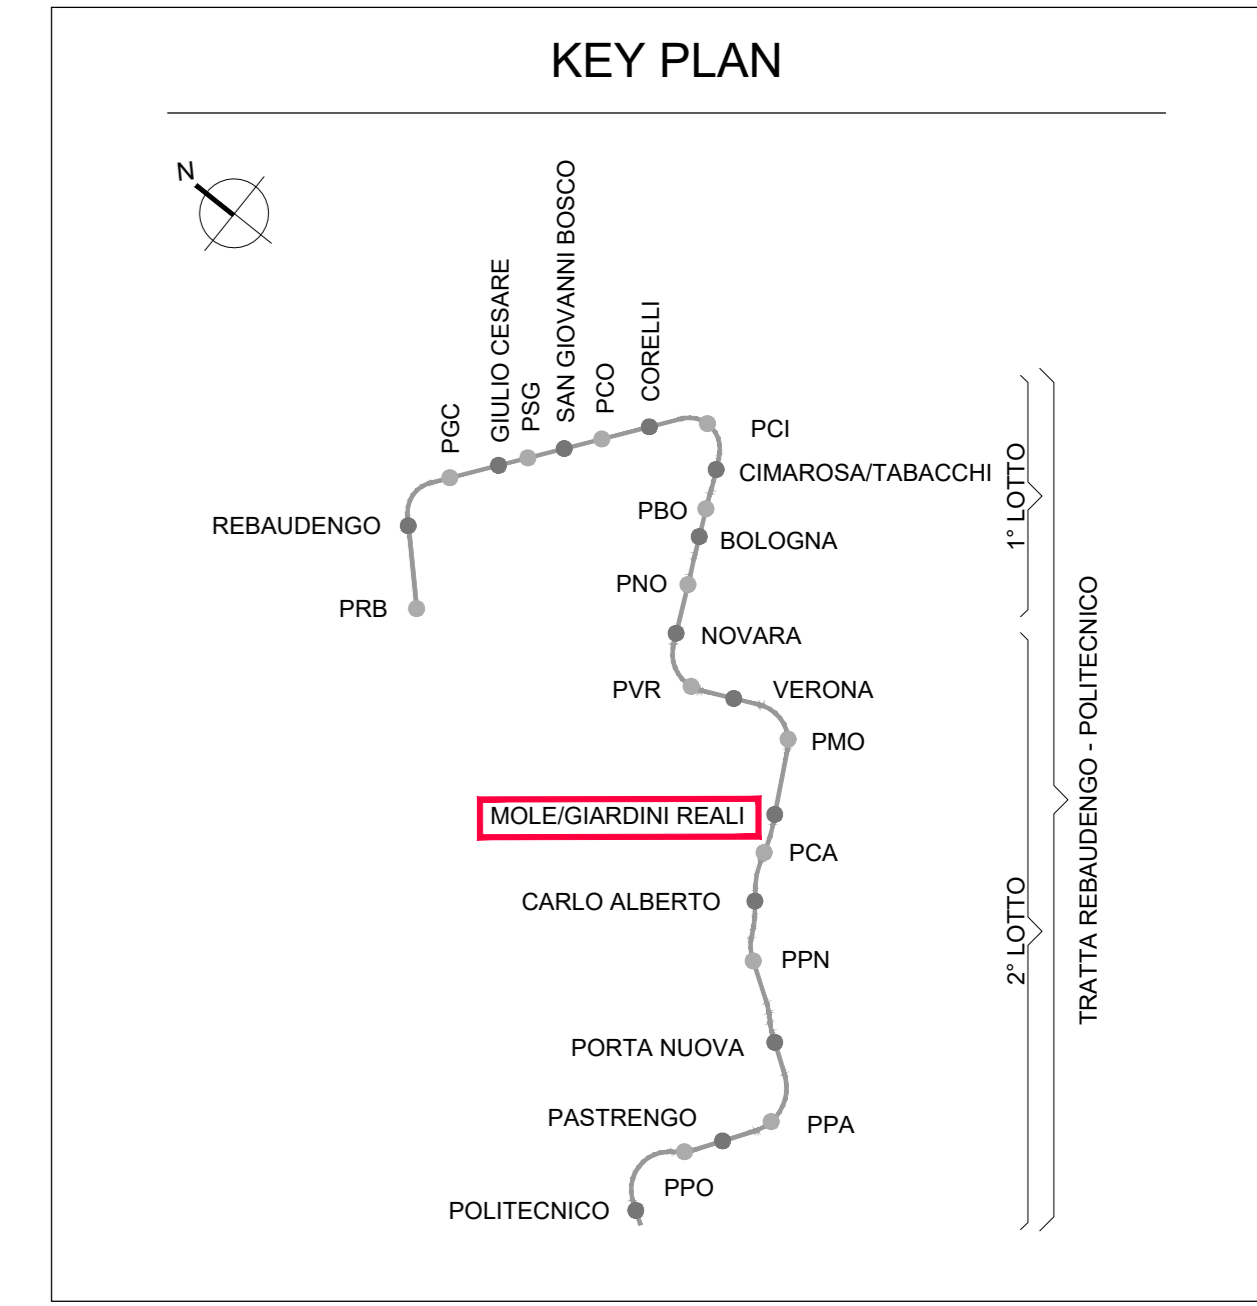 KEY PLAN
N
PGC
GIULIO CESARE
PSG
SAN GIOVANNI BOSCO
PCO
CORELLI
PCI
CIMAROSA/TABACCHI
REBAUDENGO
PBO
BOLOGNA
PRB
PNO
NOVARA
PVR
VERONA
PMO
MOLE/GIARDINI REALI
PCA
CARLO ALBERTO
PPN
PORTA NUOVA
PASTRENGO
PPA
PPO
POLITECNICO
1° LOTTO
2° LOTTO
TRATTA REBAUDENGO - POLITECNICO